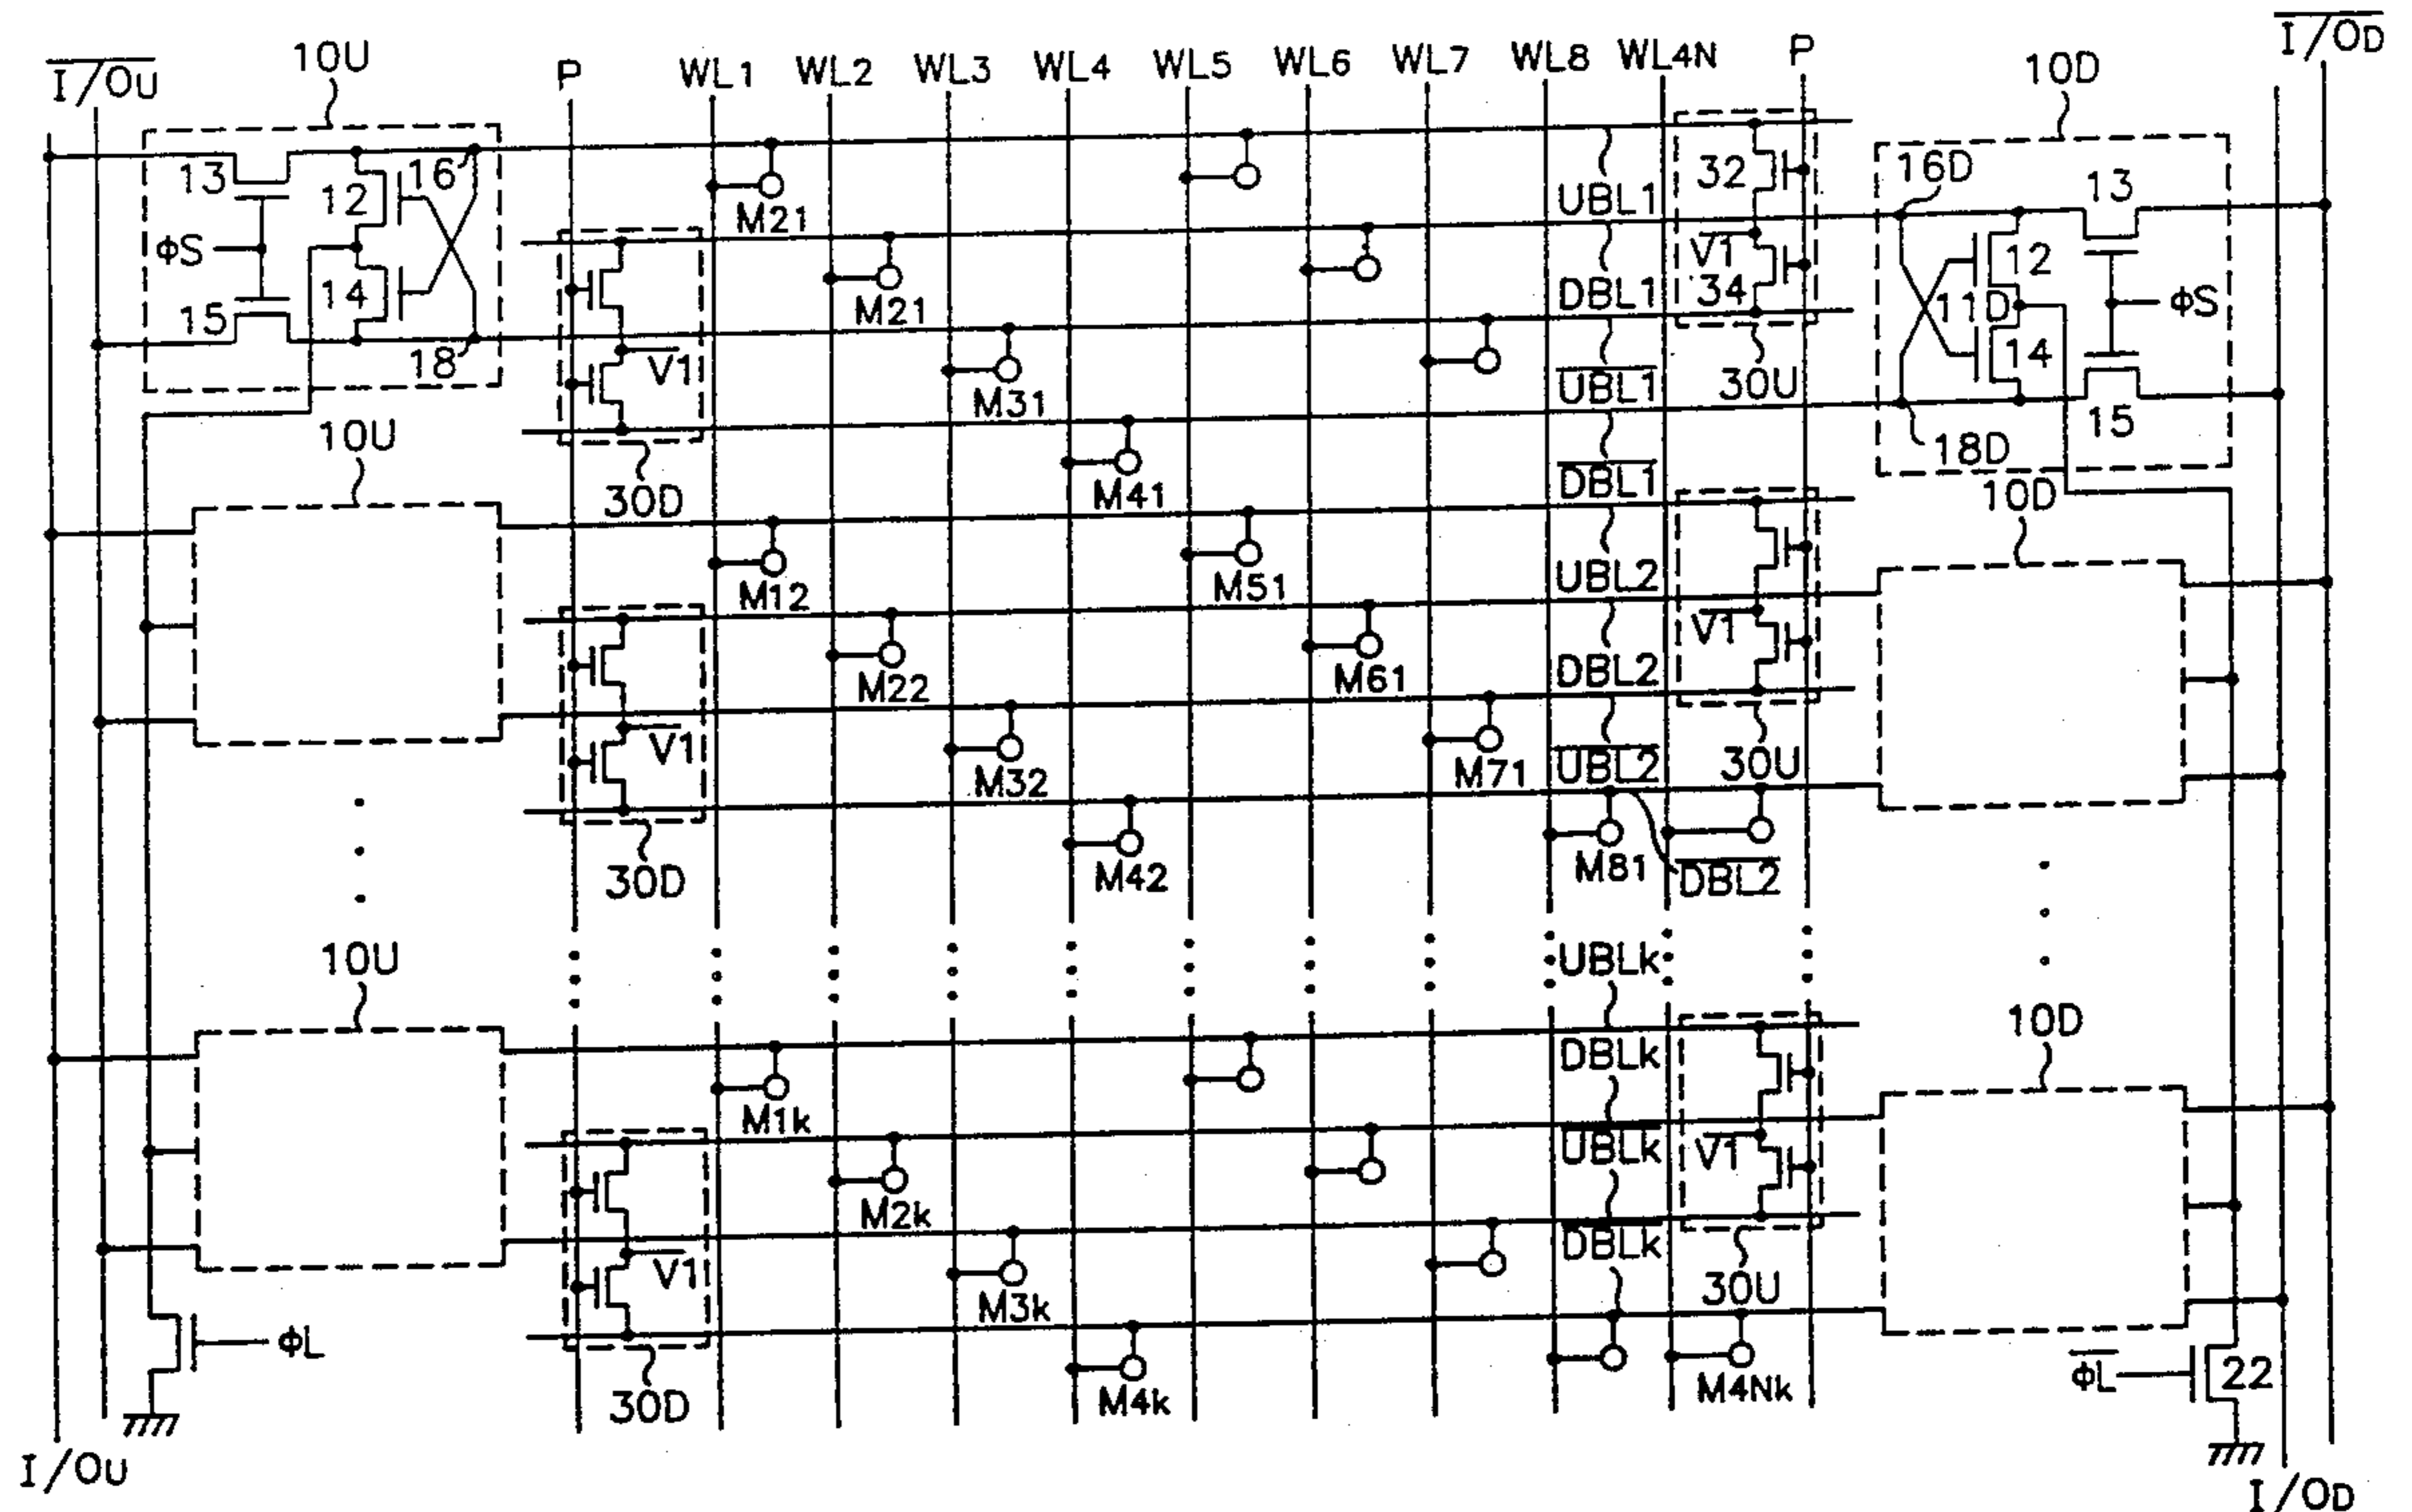 I/OU
10U
P
WL1
WL2
WL3
WL4
WL5
WL6
WL7
WL8
WL4N
P
10D
I/OD
13
12
16
M21
UBL1
32
16D
13
ϕS
V1
12
ϕS
14
M21
DBL1
34
11D
15
18
V1
M31
UBL1
30U
14
15
10U
30D
M41
DBL1
18D
10D
M12
M51
UBL2
V1
M22
M61
DBL2
V1
M32
M71
UBL2
30U
30D
M42
M81
DBL2
10U
UBLk
10D
M1k
DBLk
M2k
UBLk
V1
V1
M3k
DBLk
30U
ϕL
30D
M4k
M4Nk
ϕL
22
I/OU
I/OD